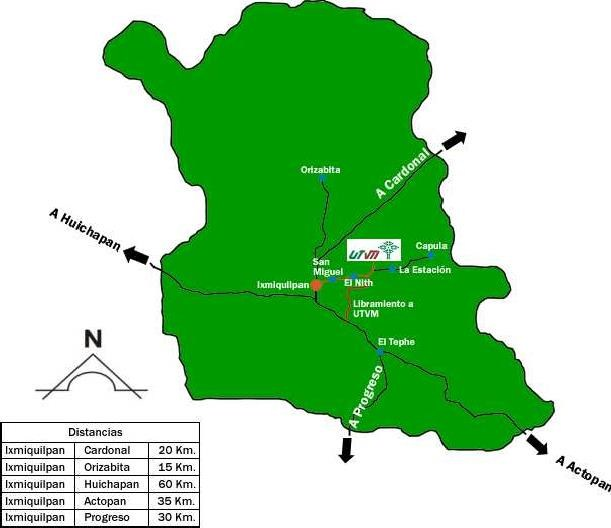 Orizabita
A Cardonal
A Huichapan
UTVM
Capula
San
Miguel
La Estación
Ixmiquilpan
El Nith
Libramiento a
UTVM
El Tephe
N
A Progreso
A Actopan
Distancias
Ixmiquilpan Cardonal 20 Km.
Ixmiquilpan Orizabita 15 Km.
Ixmiquilpan Huichapan 60 Km.
Ixmiquilpan Actopan 35 Km.
Ixmiquilpan Progreso 30 Km.